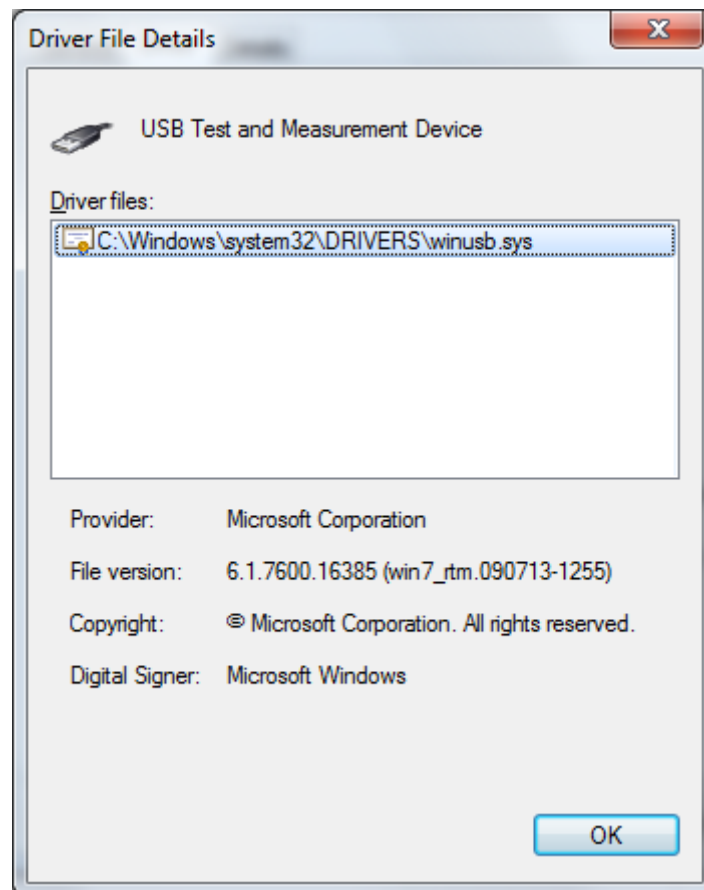 Driver File Details
USB Test and Measurement Device
Driver files:
C:\Windows\system32\DRIVERS\winusb.sys
Provider: Microsoft Corporation
File version: 6.1.7600.16385 (win7_rtm.090713-1255)
Copyright: © Microsoft Corporation. All rights reserved.
Digital Signer: Microsoft Windows
OK